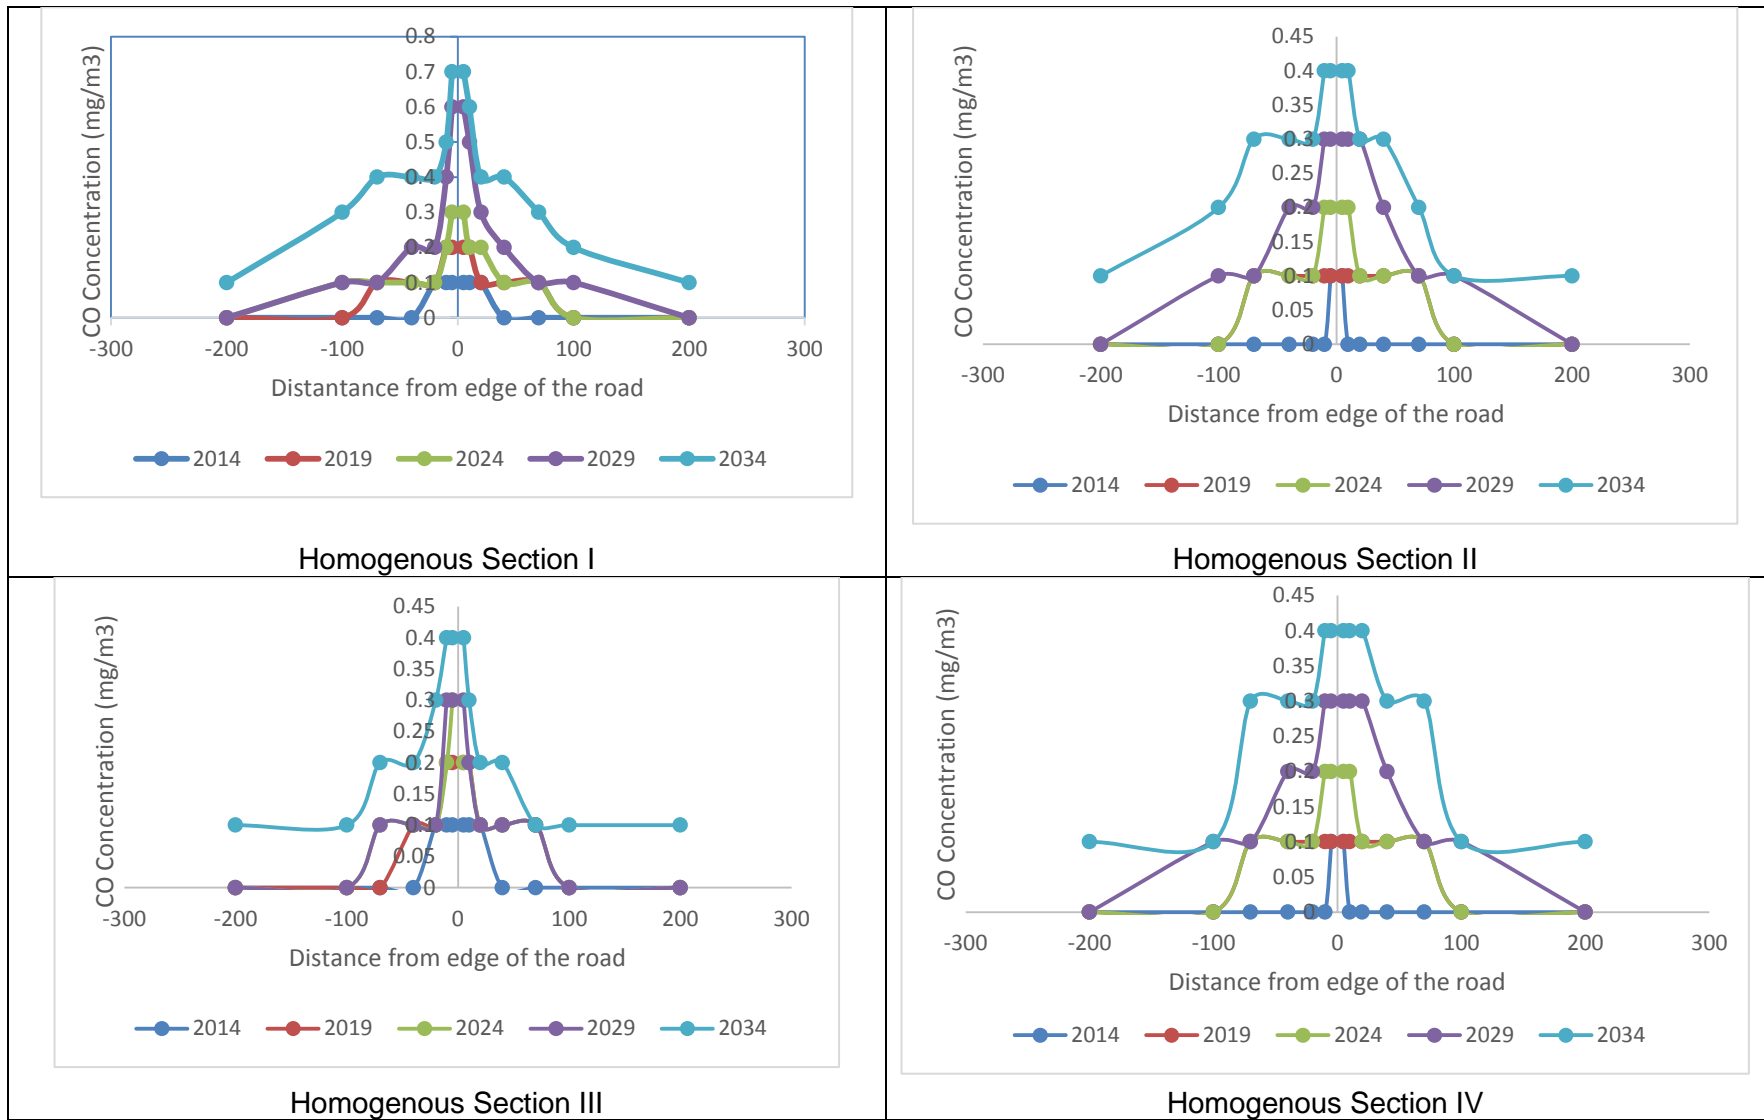 CO Concentration (mg/m3)
0.8
0.7
0.6
0.5
0.4
0.3
0.2
0.1
0
-300 -200 -100 0 100 200 300
Distantance from edge of the road
2014 2019 2024 2029 2034
Homogenous Section I
CO Concentration (mg/m3)
0.45
0.4
0.35
0.3
0.25
0.2
0.15
0.1
0.05
0
-300 -200 -100 0 100 200 300
Distance from edge of the road
2014 2019 2024 2029 2034
Homogenous Section II
CO Concentration (mg/m3)
0.45
0.4
0.35
0.3
0.25
0.2
0.15
0.1
0.05
0
-300 -200 -100 0 100 200 300
Distance from edge of the road
2014 2019 2024 2029 2034
Homogenous Section III
CO Concentration (mg/m3)
0.45
0.4
0.35
0.3
0.25
0.2
0.15
0.1
0.05
0
-300 -200 -100 0 100 200 300
Distance from edge of the road
2014 2019 2024 2029 2034
Homogenous Section IV